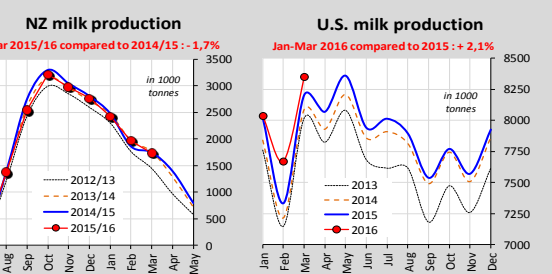 NZ milk production
ar 2015/16 compared to 2014/15 : - 1,7%
in 1000
tonnes
3500
3000
2500
2000
1500
1000
500
0
2012/13
2013/14
2014/15
2015/16
Aug Sep Oct Nov Dec Jan Feb Mar Apr May
U.S. milk production
Jan-Mar 2016 compared to 2015 : + 2,1%
in 1000
tonnes
8500
8250
8000
7750
7500
7250
7000
2013
2014
2015
2016
Jan Feb Mar Apr May Jun Jul Aug Sep Oct Nov Dec